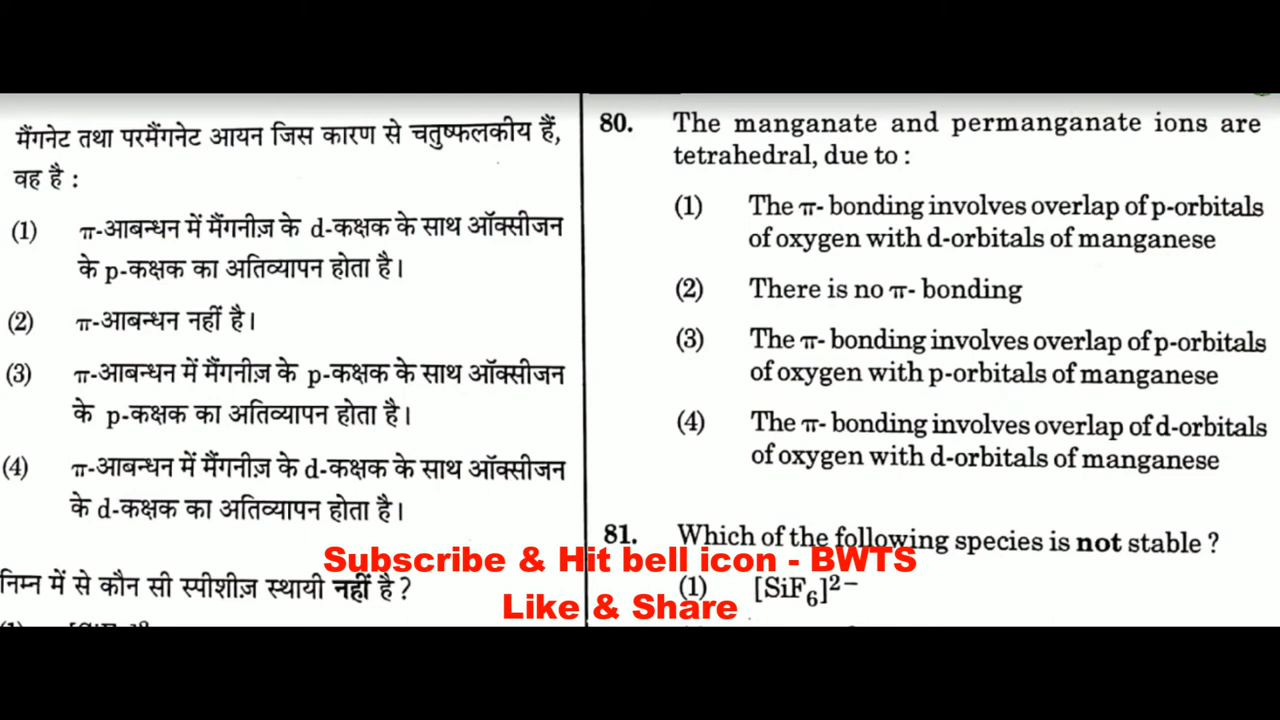 मैंगनेट तथा परमैंगनेट आयन जिस कारण से चतुष्फलकीय हैं,
वह है :
(1) π-आबन्धन में मैंगनीज़ के d-कक्षक के साथ ऑक्सीजन
के p-कक्षक का अतिव्यापन होता है।
(2) π-आबन्धन नहीं है।
(3) π-आबन्धन में मैंगनीज़ के p-कक्षक के साथ ऑक्सीजन
के p-कक्षक का अतिव्यापन होता है।
(4) π-आबन्धन में मैंगनीज़ के d-कक्षक के साथ ऑक्सीजन
के d-कक्षक का अतिव्यापन होता है।
निम्न में से कौन सी स्पीशीज़ स्थायी नहीं है ?
80. The manganate and permanganate ions are
tetrahedral, due to :
(1) The π- bonding involves overlap of p-orbitals
of oxygen with d-orbitals of manganese
(2) There is no π- bonding
(3) The π- bonding involves overlap of p-orbitals
of oxygen with p-orbitals of manganese
(4) The π- bonding involves overlap of d-orbitals
of oxygen with d-orbitals of manganese
81. Which of the following species is not stable ?
(1) [SiF₆]²⁻
Subscribe & Hit bell icon - BWTS
Like & Share